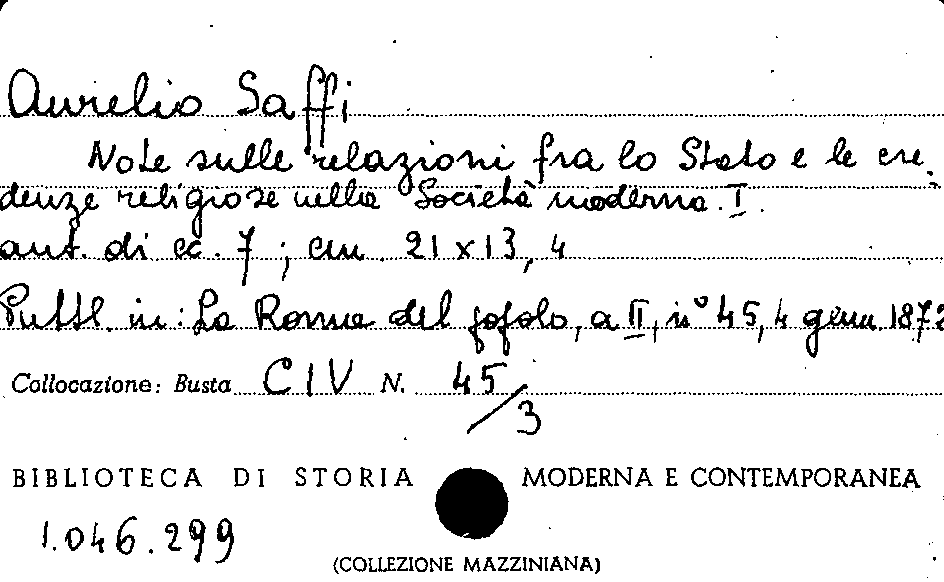 Aurelio Saffi
Note sulle relazioni fra lo Stato e le cre-
denze religiose nella Società moderna. I.
aut. di cc. 7; cm. 21 x 13,4
Pubbl. in: La Roma del popolo, a II, n° 45, 4 genn. 1872
Collocazione: Busta CIV N. 45/3
BIBLIOTECA DI STORIA MODERNA E CONTEMPORANEA
1.046.299
(COLLEZIONE MAZZINIANA)